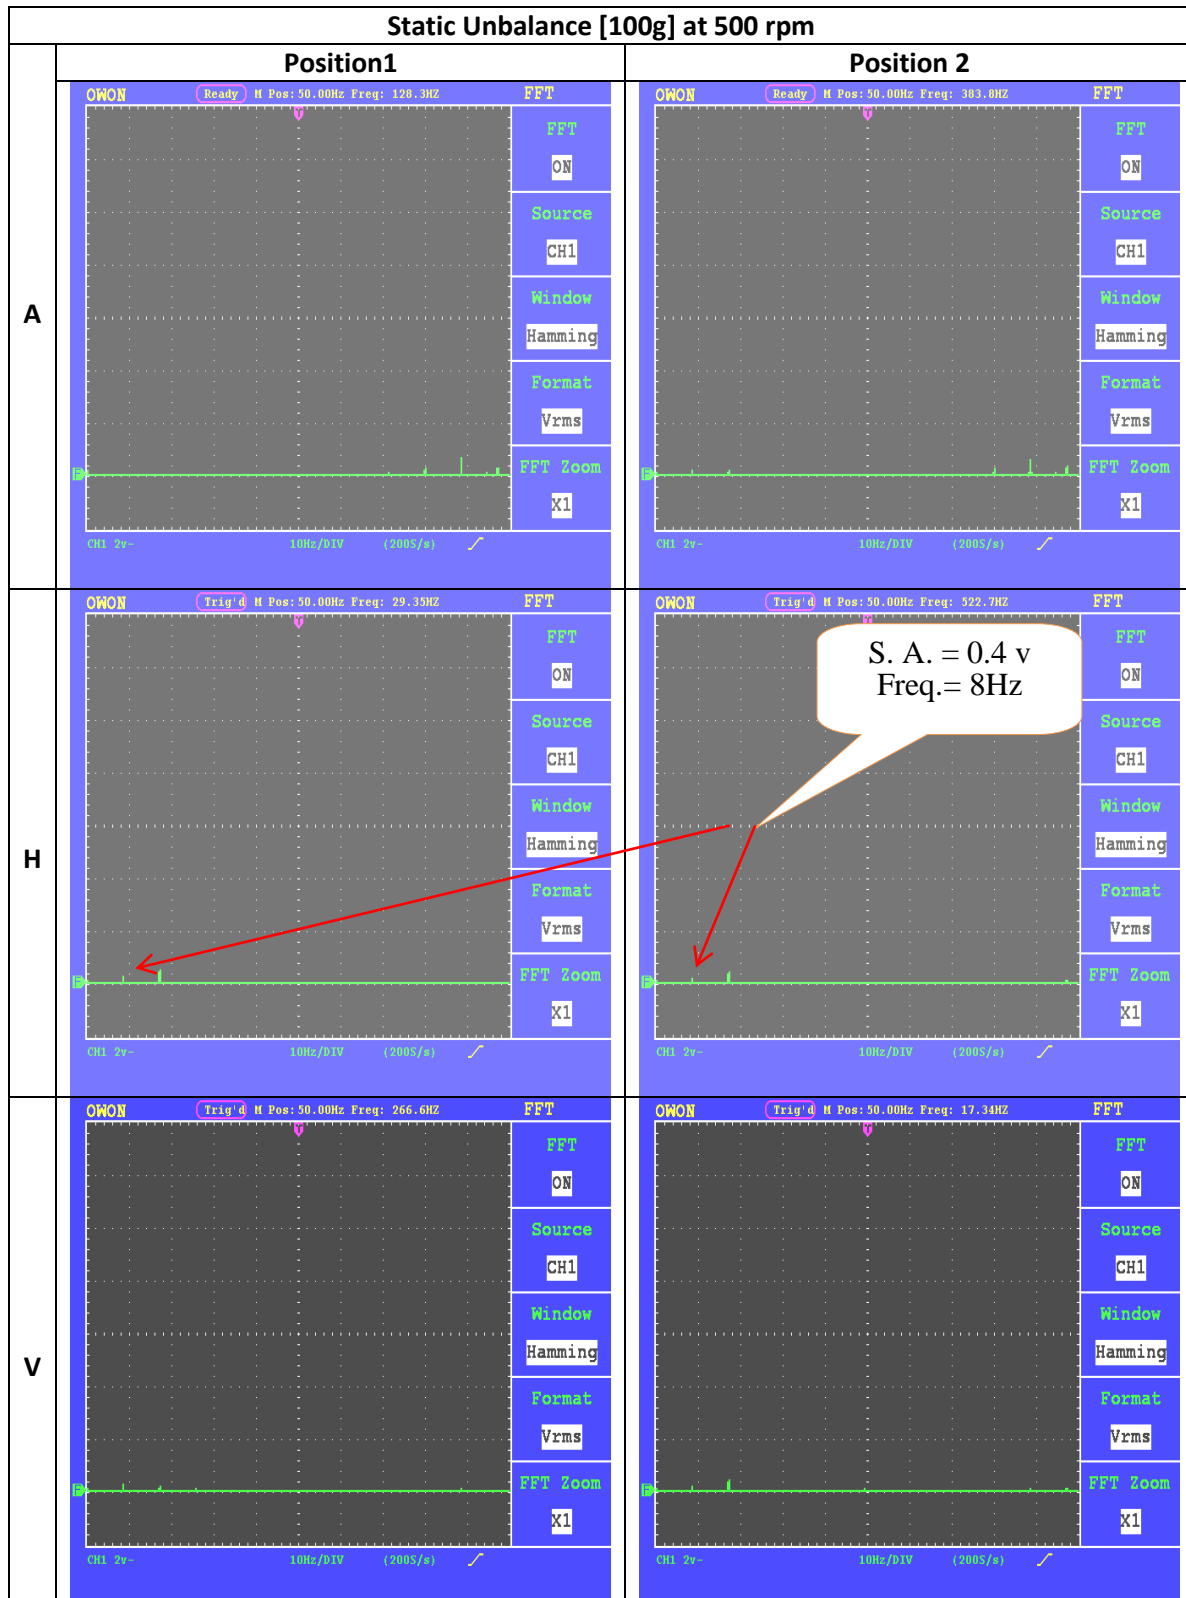 Static Unbalance [100g] at 500 rpm
Position1
Position 2
A
OWON Ready M Pos: 50.00Hz Freq: 128.3HZ FFT
FFT
ON
Source
CH1
Window
Hamming
Format
Vrms
FFT Zoom
X1
CH1 2v~ 10Hz/DIV (200S/s)
OWON Ready M Pos: 50.00Hz Freq: 383.8HZ FFT
FFT
ON
Source
CH1
Window
Hamming
Format
Vrms
FFT Zoom
X1
CH1 2v~ 10Hz/DIV (200S/s)
H
OWON Trig'd M Pos: 50.00Hz Freq: 29.35HZ FFT
FFT
ON
Source
CH1
Window
Hamming
Format
Vrms
FFT Zoom
X1
CH1 2v~ 10Hz/DIV (200S/s)
OWON Trig'd M Pos: 50.00Hz Freq: 522.7HZ FFT
S. A. = 0.4 v
Freq.= 8Hz
FFT
ON
Source
CH1
Window
Hamming
Format
Vrms
FFT Zoom
X1
CH1 2v~ 10Hz/DIV (200S/s)
V
OWON Trig'd M Pos: 50.00Hz Freq: 266.6HZ FFT
FFT
ON
Source
CH1
Window
Hamming
Format
Vrms
FFT Zoom
X1
CH1 2v~ 10Hz/DIV (200S/s)
OWON Trig'd M Pos: 50.00Hz Freq: 17.34HZ FFT
FFT
ON
Source
CH1
Window
Hamming
Format
Vrms
FFT Zoom
X1
CH1 2v~ 10Hz/DIV (200S/s)